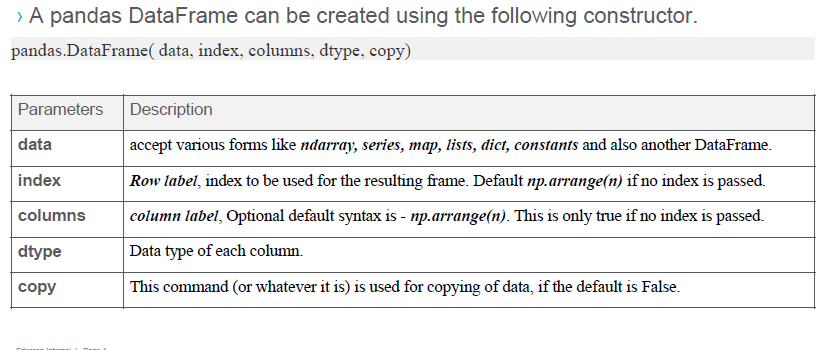 › A pandas DataFrame can be created using the following constructor.
pandas.DataFrame( data, index, columns, dtype, copy)
Parameters Description
data accept various forms like ndarray, series, map, lists, dict, constants and also another DataFrame.
index Row label, index to be used for the resulting frame. Default np.arrange(n) if no index is passed.
columns column label, Optional default syntax is - np.arrange(n). This is only true if no index is passed.
dtype Data type of each column.
copy This command (or whatever it is) is used for copying of data, if the default is False.